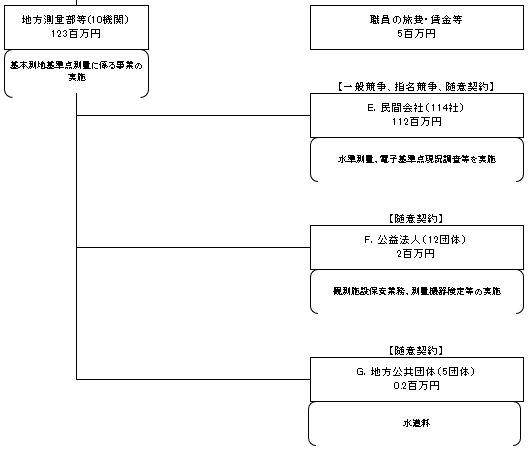 地方測量部等(10機関)
123百万円
基本測地基準点測量に係る事業の
実施
職員の旅費・賃金等
5百万円
【一般競争、指名競争、随意契約】
E. 民間会社(114社)
112百万円
水準測量、電子基準点現況調査等を実施
【随意契約】
F. 公益法人(12団体)
2百万円
観測施設保安業務、測量機器検定等の実施
【随意契約】
G. 地方公共団体(5団体)
0.2百万円
水道料